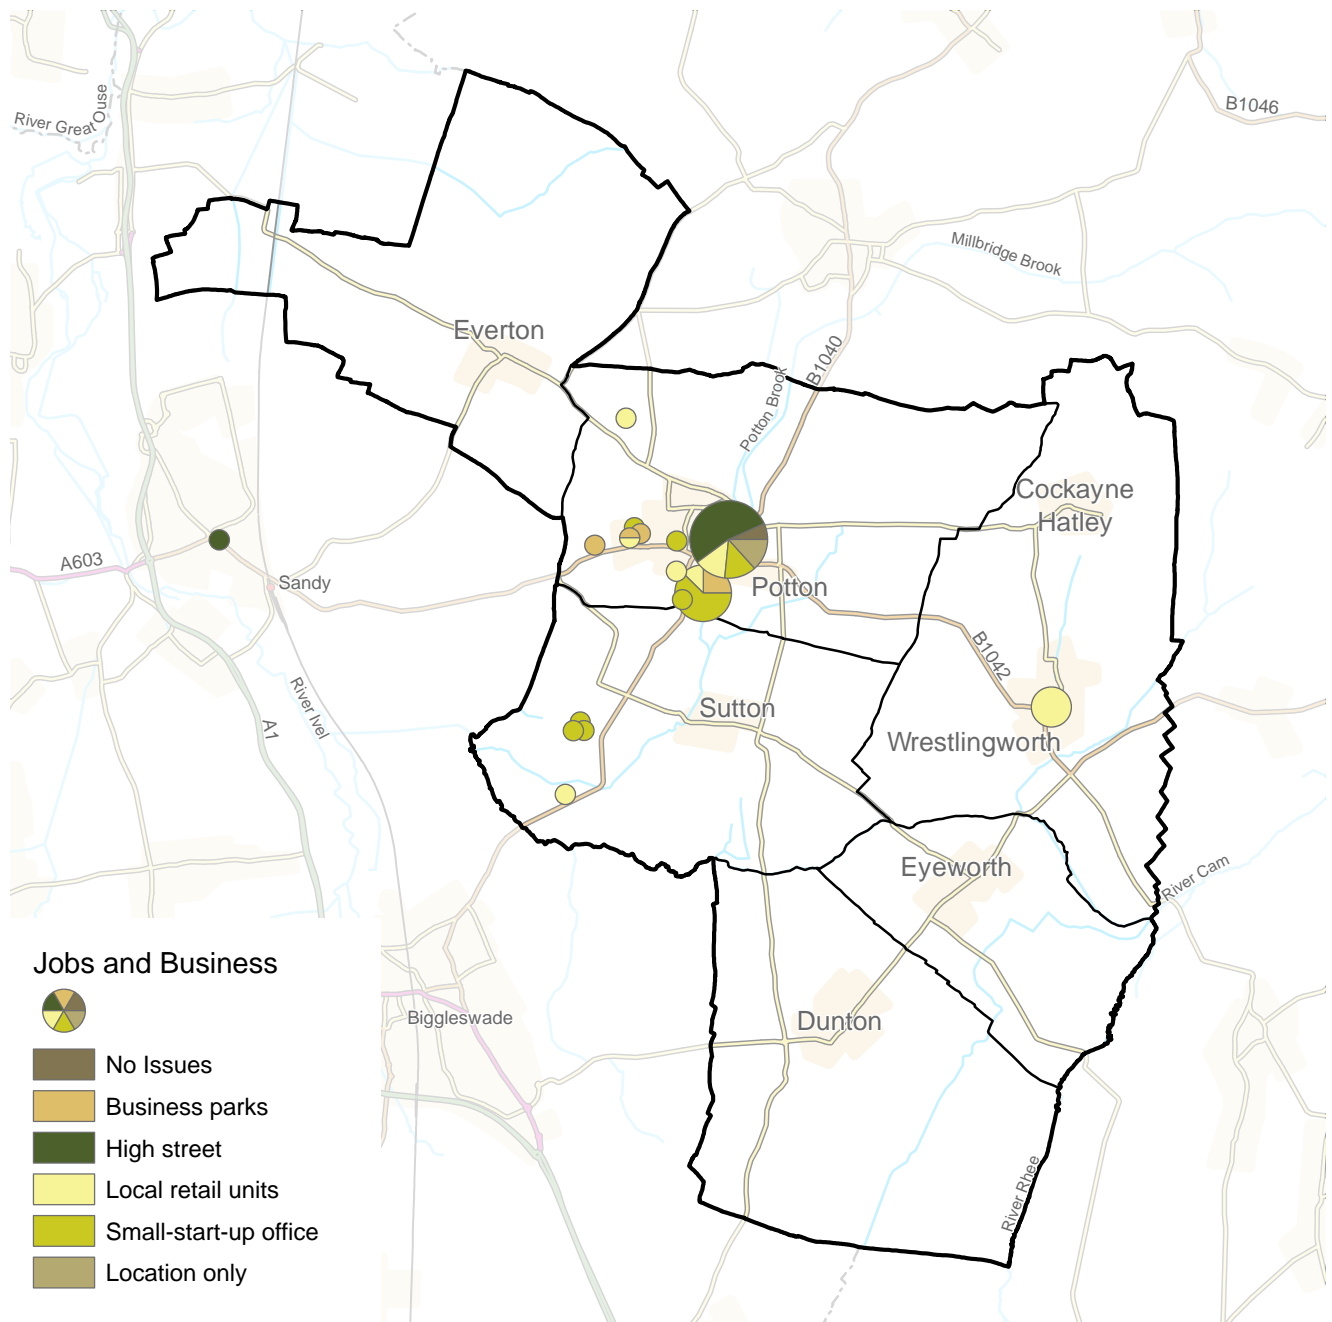 B1046
River Great Ouse
Millbridge Brook
Everton
B1040
Potton Brook
Cockayne
Hatley
A603
Sandy
Potton
B1042
River Ivel
A1
Sutton
Wrestlingworth
Eyeworth
River Cam
Jobs and Business
Biggleswade
Dunton
No Issues
Business parks
High street
Local retail units
Small-start-up office
Location only
River Rhee